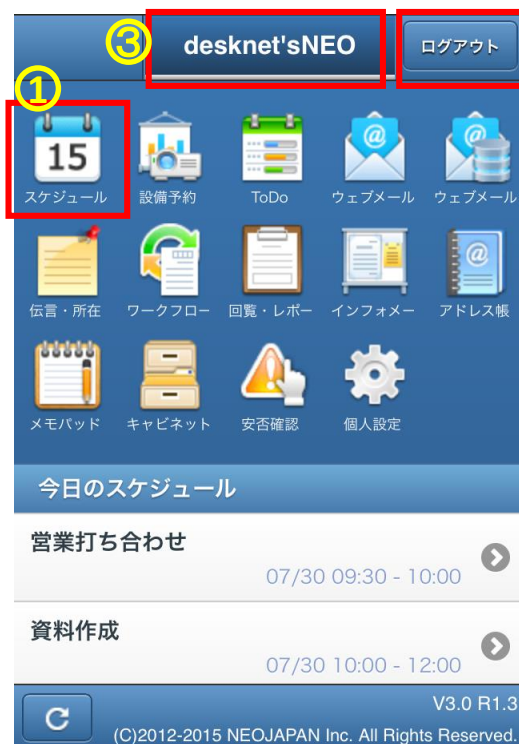 ③ desknet'sNEO ログアウト
①
15
スケジュール 設備予約 ToDo ウェブメール ウェブメール
伝言・所在 ワークフロー 回覧・レポー インフォメー アドレス帳
メモパッド キャビネット 安否確認 個人設定
今日のスケジュール
営業打ち合わせ
07/30 09:30 - 10:00
資料作成
07/30 10:00 - 12:00
V3.0 R1.3
(C)2012-2015 NEOJAPAN Inc. All Rights Reserved.